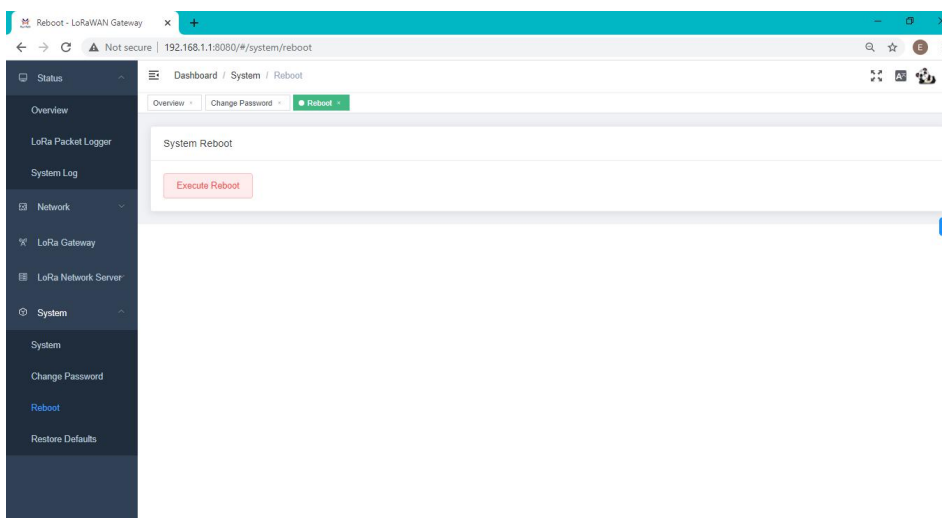 Reboot - LoRaWAN Gateway
Not secure | 192.168.1.1:8080/#/system/reboot
E
Status
Dashboard / System / Reboot
Overview
Change Password
Reboot
Overview
LoRa Packet Logger
System Log
Network
LoRa Gateway
LoRa Network Server
System
System
Change Password
Reboot
Restore Defaults
System Reboot
Execute Reboot